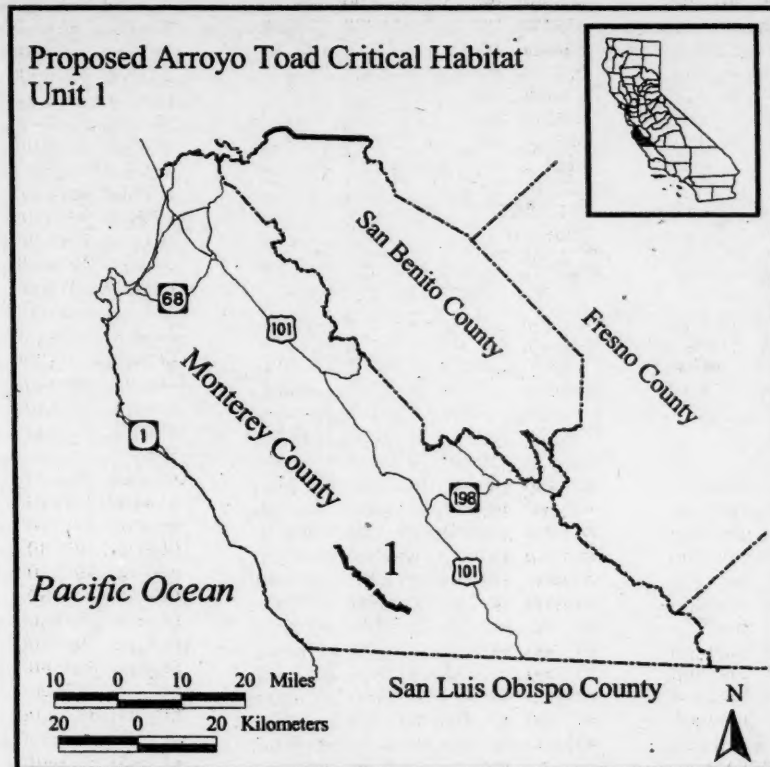 Proposed Arroyo Toad Critical Habitat
Unit 1
San Benito County
Fresno County
68
101
Monterey County
1
198
1
101
Pacific Ocean
10 0 10 20 Miles
20 0 20 Kilometers
San Luis Obispo County
N